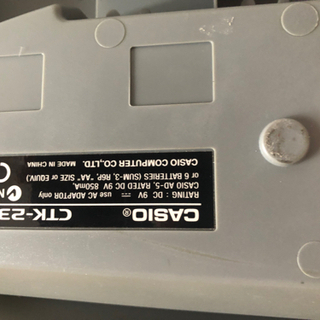 CASIO®
CTK-23
RATING: DC 9V use AC ADAPTOR only
CASIO AD-5, RATED DC 9V 850mA,
or 6 BATTERIES (SUM-3, R6P, "AA" SIZE OR EQUIV.
CASIO COMPUTER CO.,LTD. MADE IN CHINA
N